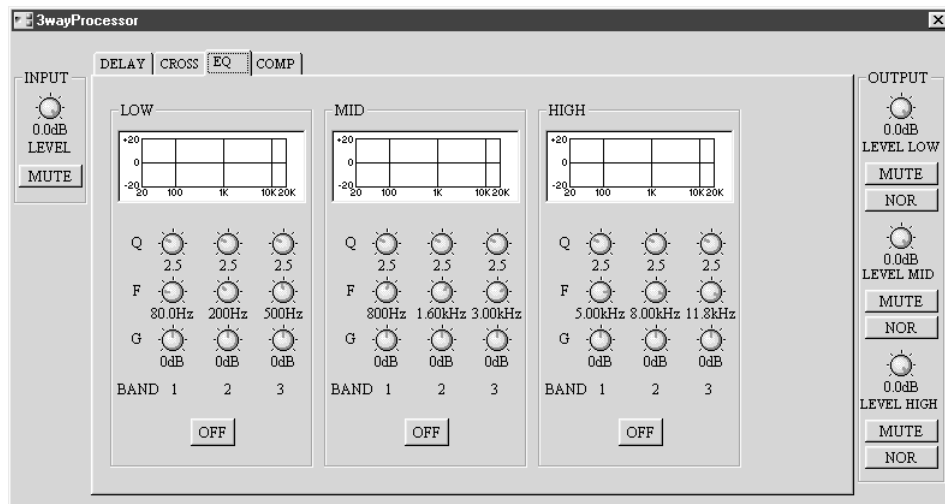 3wayProcessor
DELAY CROSS EQ COMP
INPUT
0.0dB
LEVEL
MUTE
LOW
+20
0
-20
20 100 1K 10K 20K
Q
2.5 2.5 2.5
F
80.0Hz 200Hz 500Hz
G
0dB 0dB 0dB
BAND 1 2 3
OFF
MID
+20
0
-20
20 100 1K 10K 20K
Q
2.5 2.5 2.5
F
800Hz 1.60kHz 3.00kHz
G
0dB 0dB 0dB
BAND 1 2 3
OFF
HIGH
+20
0
-20
20 100 1K 10K 20K
Q
2.5 2.5 2.5
F
5.00kHz 8.00kHz 11.8kHz
G
0dB 0dB 0dB
BAND 1 2 3
OFF
OUTPUT
0.0dB
LEVEL LOW
MUTE
NOR
0.0dB
LEVEL MID
MUTE
NOR
0.0dB
LEVEL HIGH
MUTE
NOR